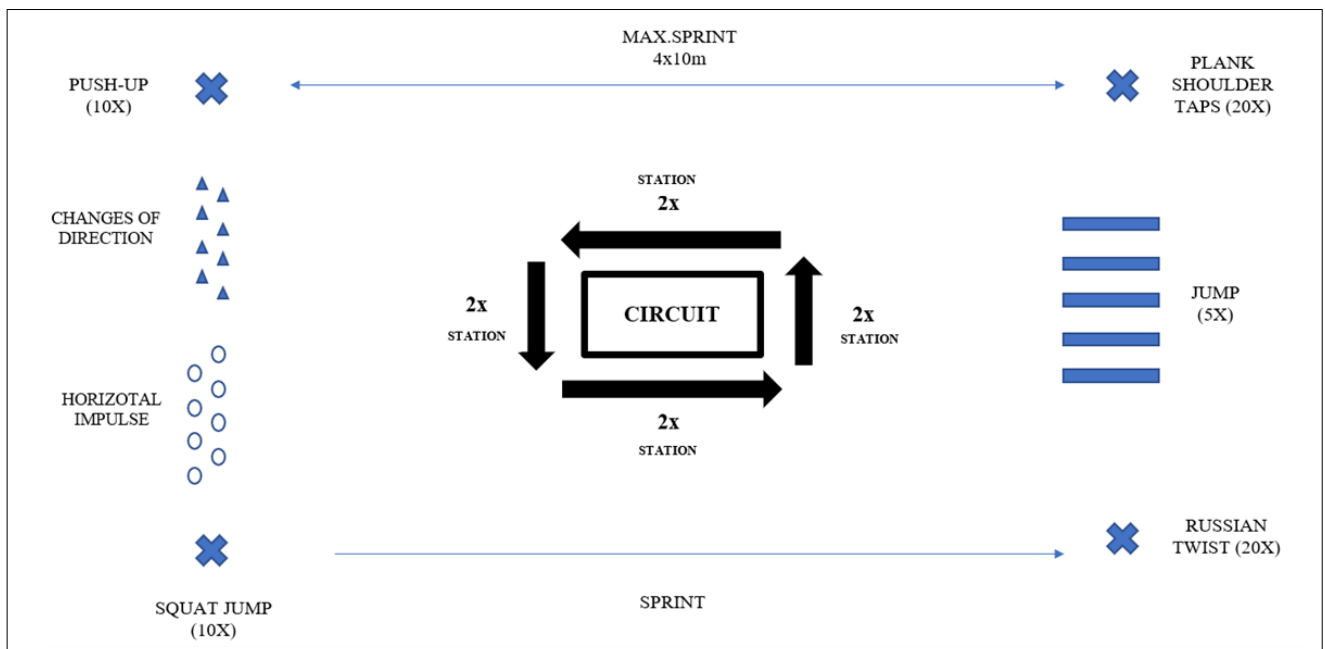 MAX.SPRINT
4x10m
PUSH-UP
(10X)
PLANK
SHOULDER
TAPS (20X)
STATION
2x
CHANGES OF
DIRECTION
2x
STATION
CIRCUIT
2x
STATION
JUMP
(5X)
HORIZOTAL
IMPULSE
2x
STATION
RUSSIAN
TWIST (20X)
SQUAT JUMP
(10X)
SPRINT